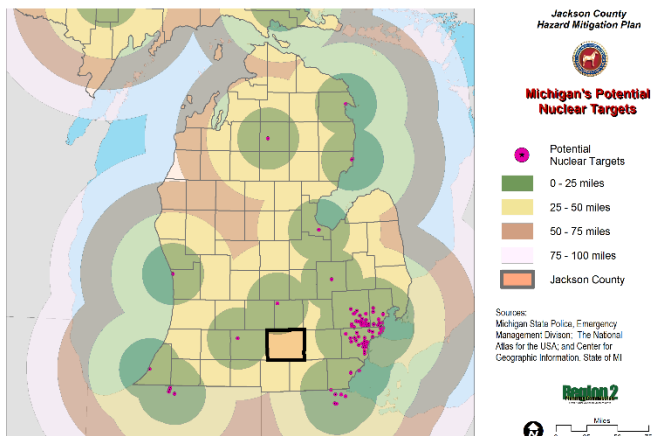 Jackson County
Hazard Mitigation Plan
Michigan's Potential
Nuclear Targets
Potential
Nuclear Targets
0 - 25 miles
25 - 50 miles
50 - 75 miles
75 - 100 miles
Jackson County
Sources:
Michigan State Police, Emergency
Management Divison; The National
Atlas for the USA; and Center for
Geographic Information, State of MI
Region 2
Miles